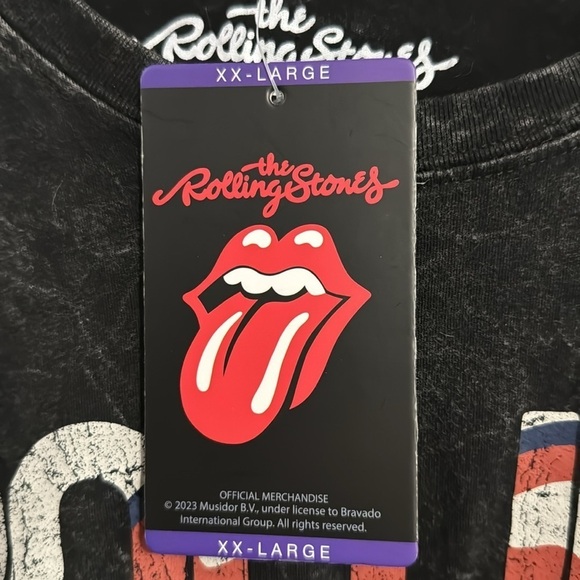 the
Rolling Stones
XX-LARGE
the
Rolling Stones
OFFICIAL MERCHANDISE
© 2023 Musidor B.V., under license to Bravado
International Group. All rights reserved.
XX-LARGE